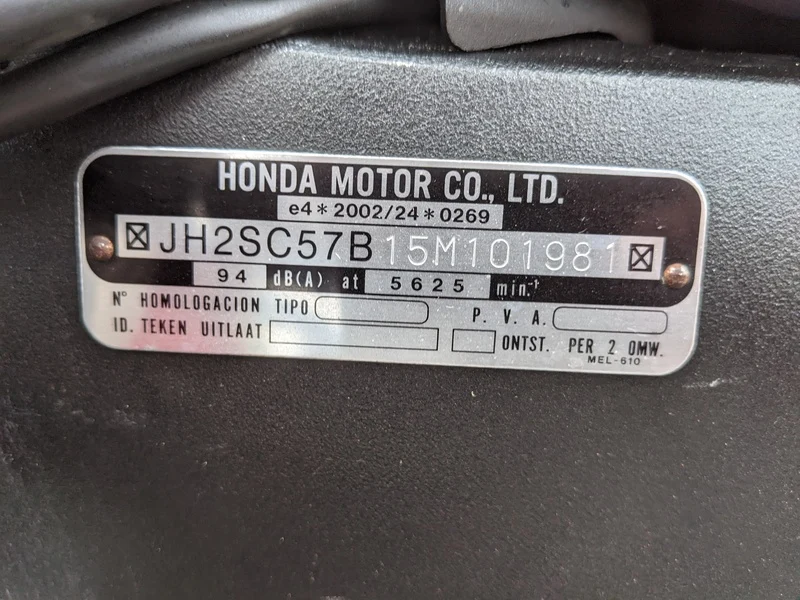 HONDA MOTOR CO., LTD.
e4*2002/24*0269
JH2SC57B15M101981
94 dB(A) at 5625 min.⁻¹
N° HOMOLOGACION TIPO P. V. A.
ID. TEKEN UITLAAT ONTST. PER 2 OMW.
MEL-610